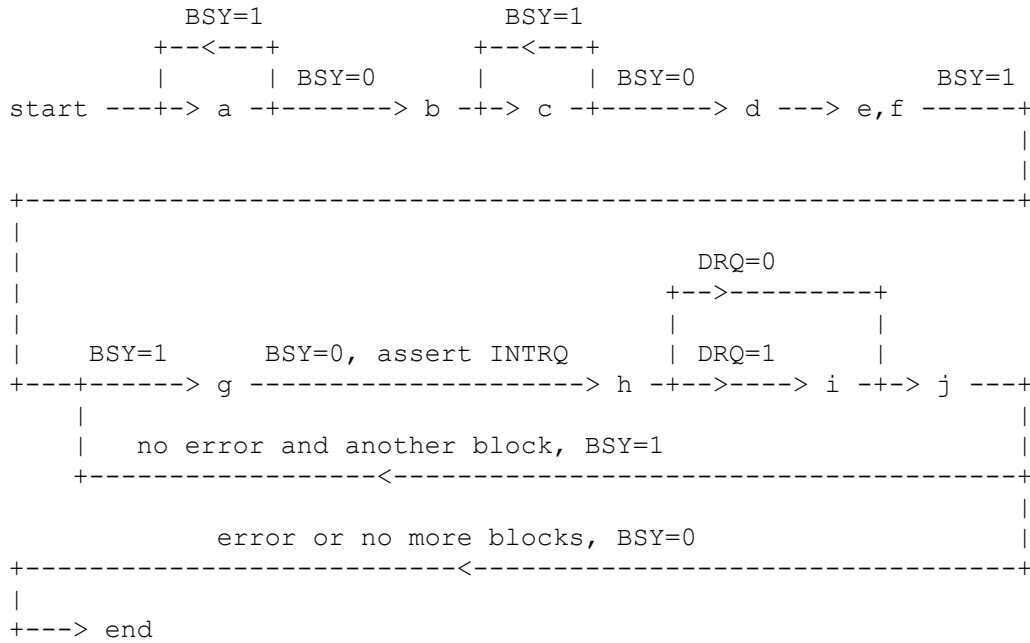 BSY=1 BSY=1
+--<---+ +--<---+
| | BSY=0 | | BSY=0 BSY=1
start ---+-> a -+-------> b -+-> c -+-------> d ---> e,f ------+
|
|
+----------------------------------------------------------------+
|
| DRQ=0
| +-->---------+
| | |
| BSY=1 BSY=0, assert INTRQ | DRQ=1 |
+---+------> g ----------------------> h -+-->----> i -+-> j ---+
| |
| no error and another block, BSY=1 |
+-------------------<-----------------------------------------+
|
error or no more blocks, BSY=0 |
+----------------------------<-----------------------------------+
|
+---> end